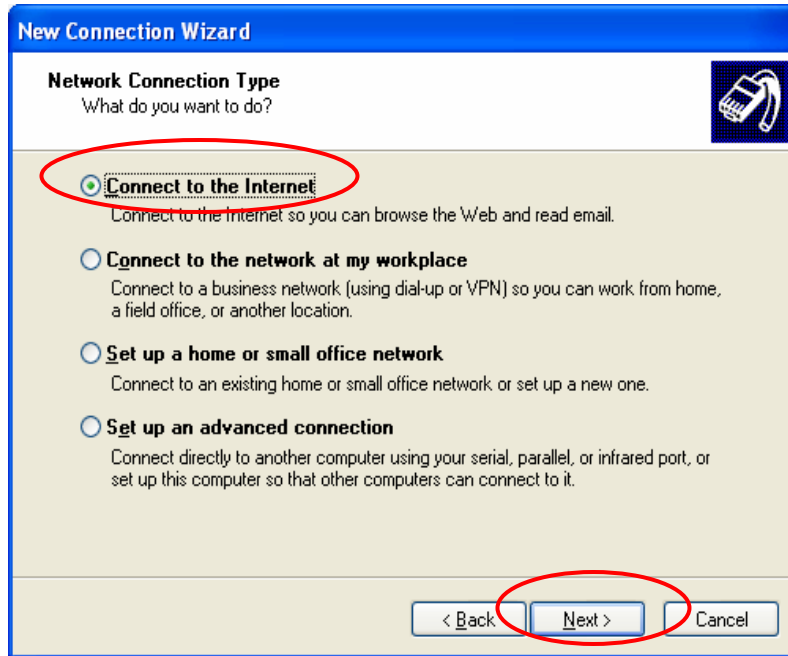 New Connection Wizard
Network Connection Type
What do you want to do?
Connect to the Internet
Connect to the Internet so you can browse the Web and read email.
Connect to the network at my workplace
Connect to a business network (using dial-up or VPN) so you can work from home,
a field office, or another location.
Set up a home or small office network
Connect to an existing home or small office network or set up a new one.
Set up an advanced connection
Connect directly to another computer using your serial, parallel, or infrared port, or
set up this computer so that other computers can connect to it.
< Back Next > Cancel